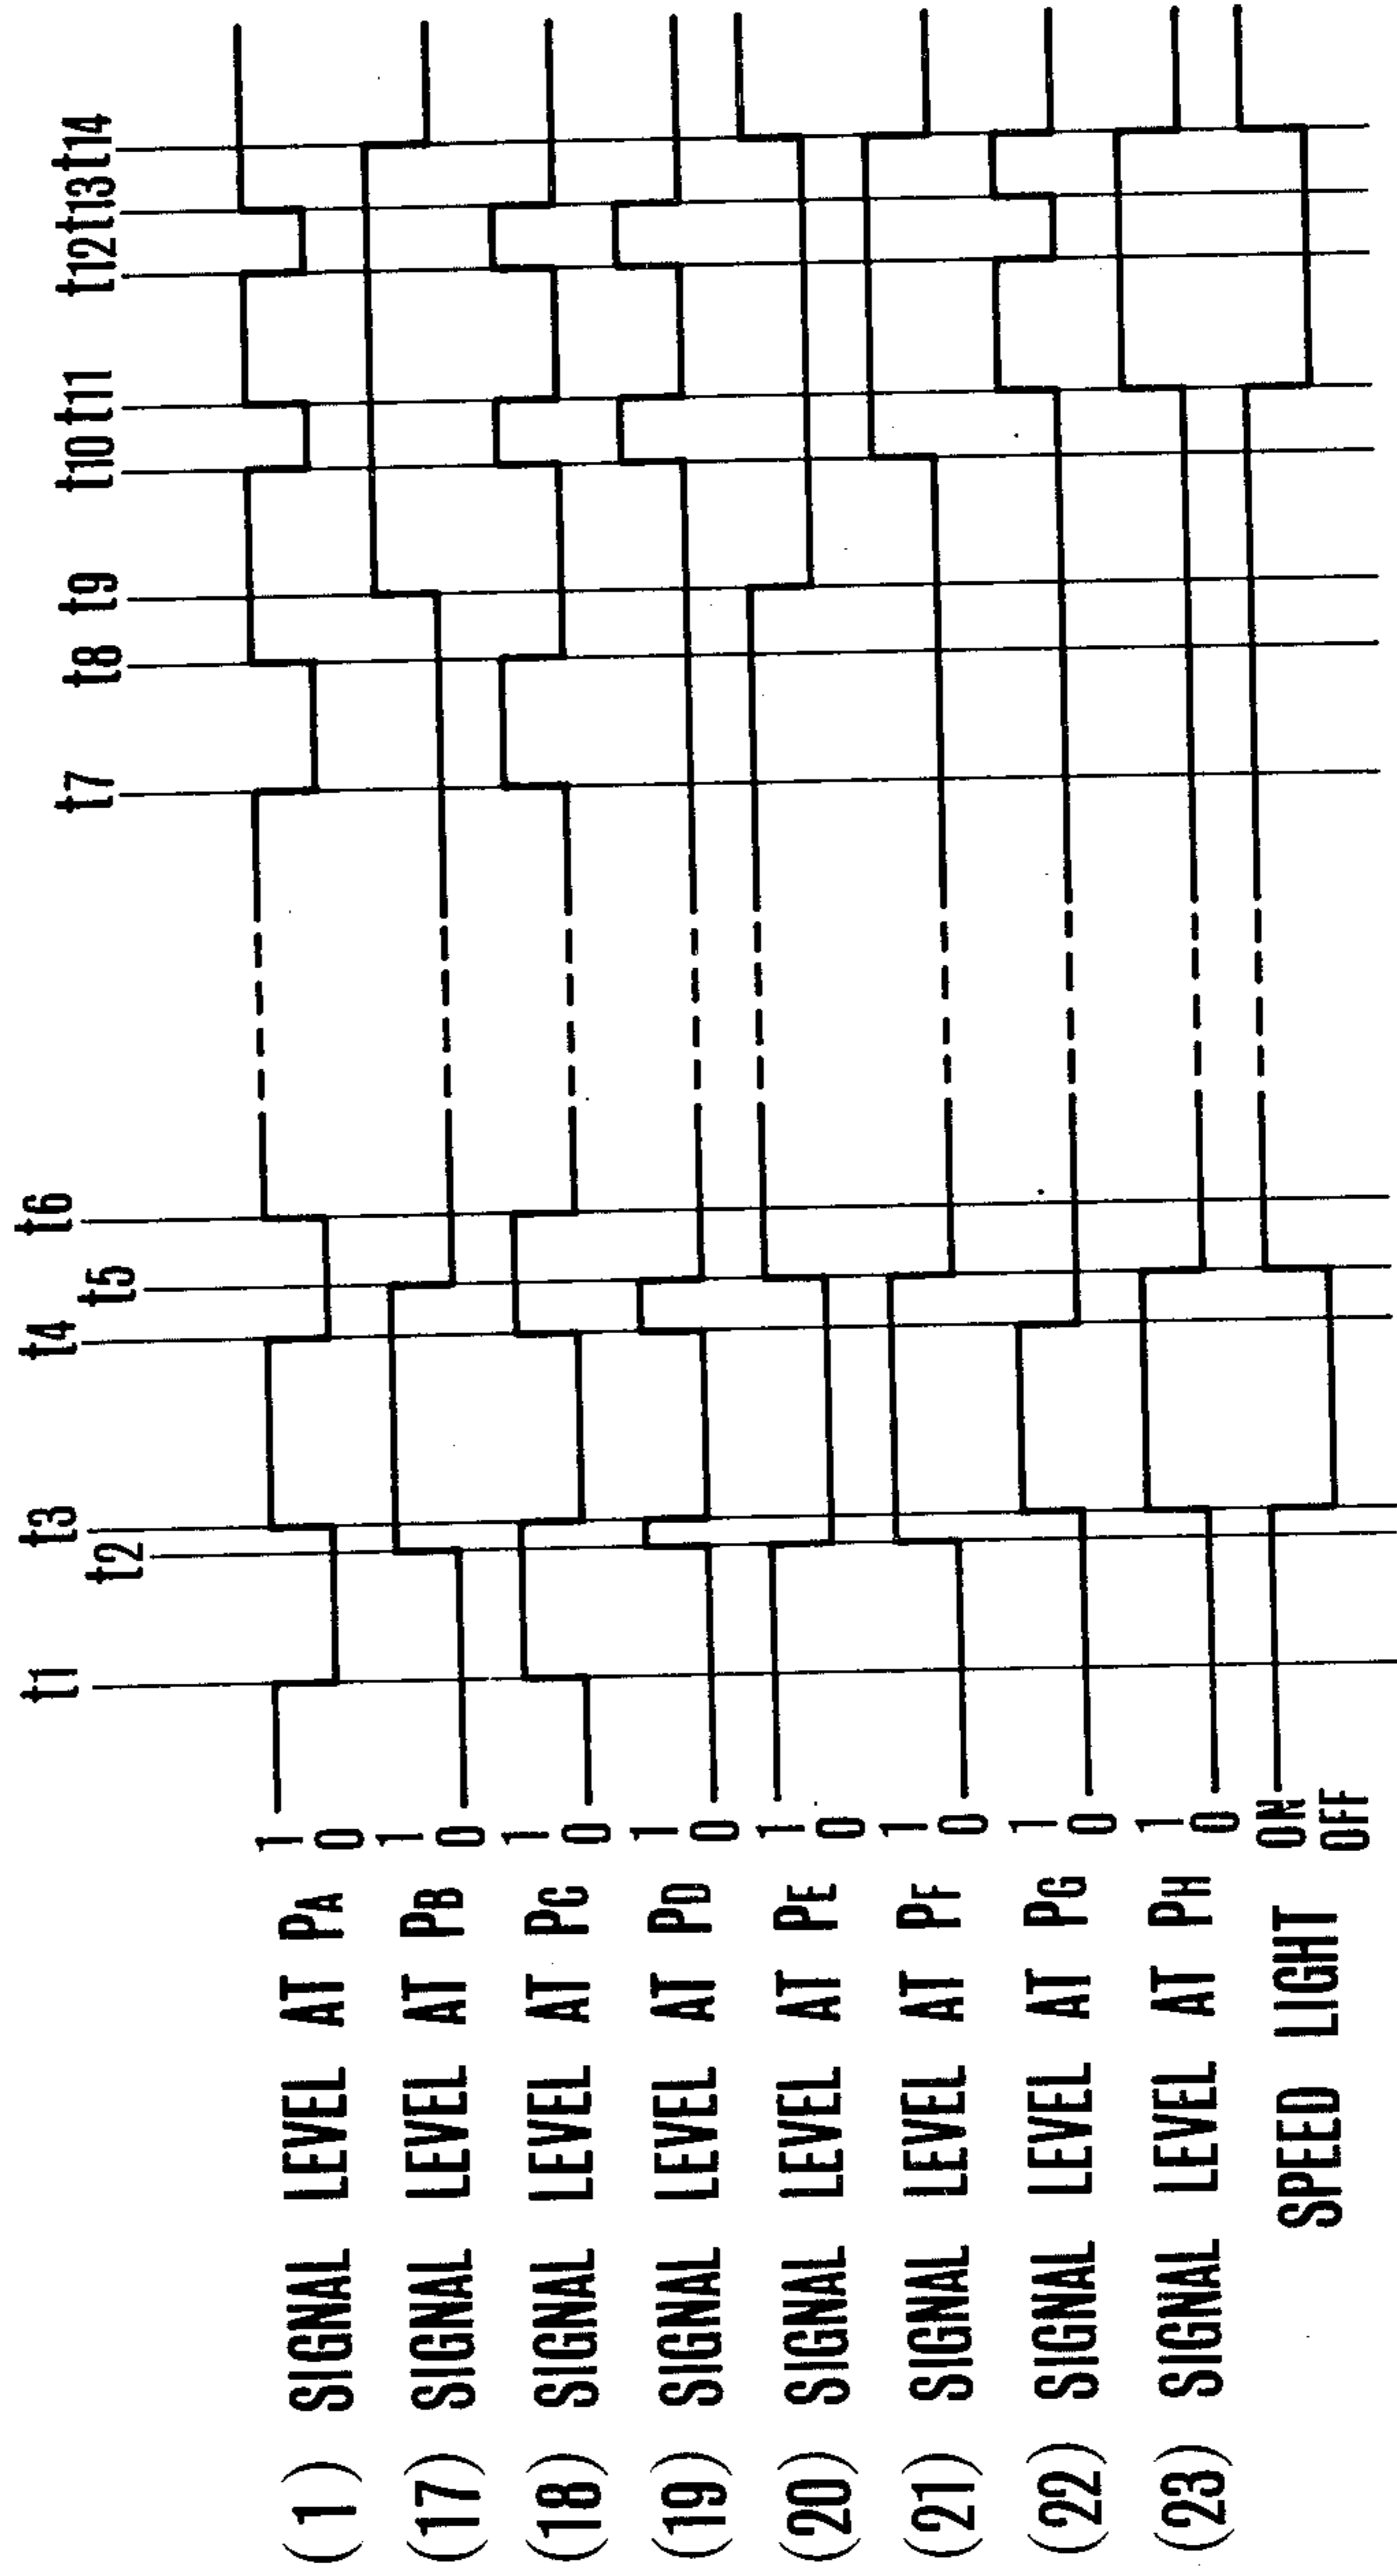 t1 t2 t3 t4 t5 t6 t7 t8 t9 t10 t11 t12 t13 t14
(1) SIGNAL LEVEL AT PA 1 0
(17) SIGNAL LEVEL AT PB 1 0
(18) SIGNAL LEVEL AT PC 1 0
(19) SIGNAL LEVEL AT PD 1 0
(20) SIGNAL LEVEL AT PE 1 0
(21) SIGNAL LEVEL AT PF 1 0
(22) SIGNAL LEVEL AT PG 1 0
(23) SIGNAL LEVEL AT PH 1 0
SPEED LIGHT ON OFF